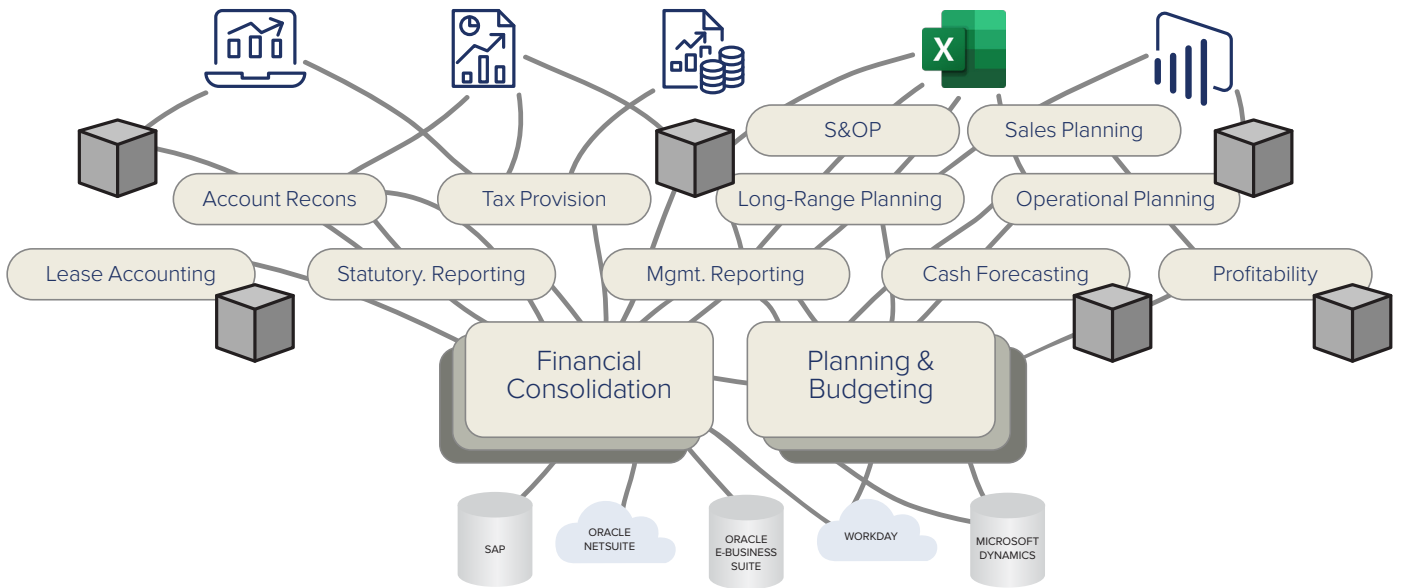 X
S&OP
Sales Planning
Account Recons
Tax Provision
Long-Range Planning
Operational Planning
Lease Accounting
Statutory. Reporting
Mgmt. Reporting
Cash Forecasting
Profitability
Financial
Consolidation
Planning &
Budgeting
SAP
ORACLE
NETSUITE
ORACLE
E-BUSINESS
SUITE
WORKDAY
MICROSOFT
DYNAMICS